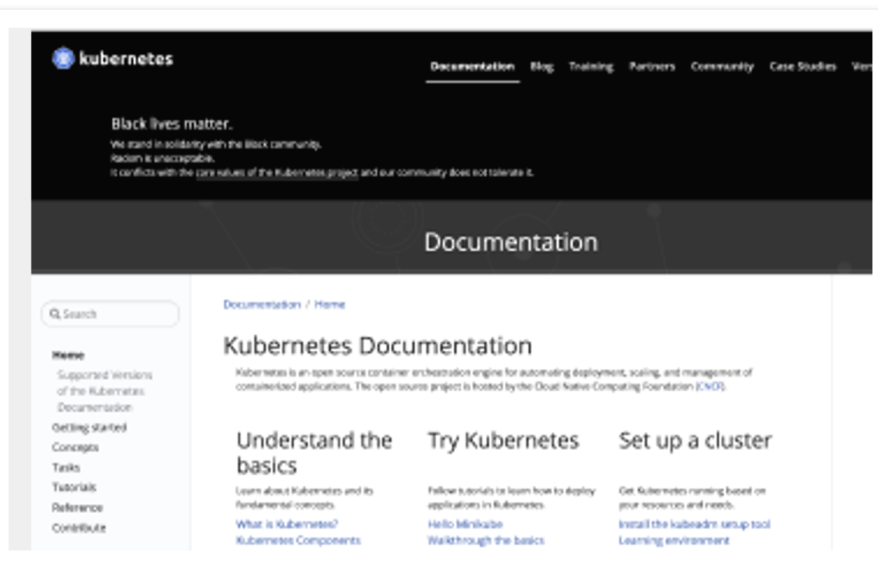 kubernetes
Documentation Blog Training Partners Community Case Studies Vers
Black lives matter.
We stand in solidarity with the Black community.
Racism is unacceptable.
It conflicts with the core values of the Kubernetes project and our community does not tolerate it.
Documentation
Search
Documentation / Home
Home
Supported Versions
of the Kubernetes
Documentation
Getting started
Concepts
Tasks
Tutorials
Reference
Contribute
Kubernetes Documentation
Kubernetes is an open source container orchestration engine for automating deployment, scaling, and management of
containerized applications. The open source project is hosted by the Cloud Native Computing Foundation (CNCF).
Understand the
basics
Learn about Kubernetes and its
fundamental concepts.
What is Kubernetes?
Kubernetes Components
Try Kubernetes
Follow tutorials to learn how to deploy
applications in Kubernetes.
Hello Minikube
Walkthrough the basics
Set up a cluster
Get Kubernetes running based on
your resources and needs.
Install the kubeadm setup tool
Learning environment